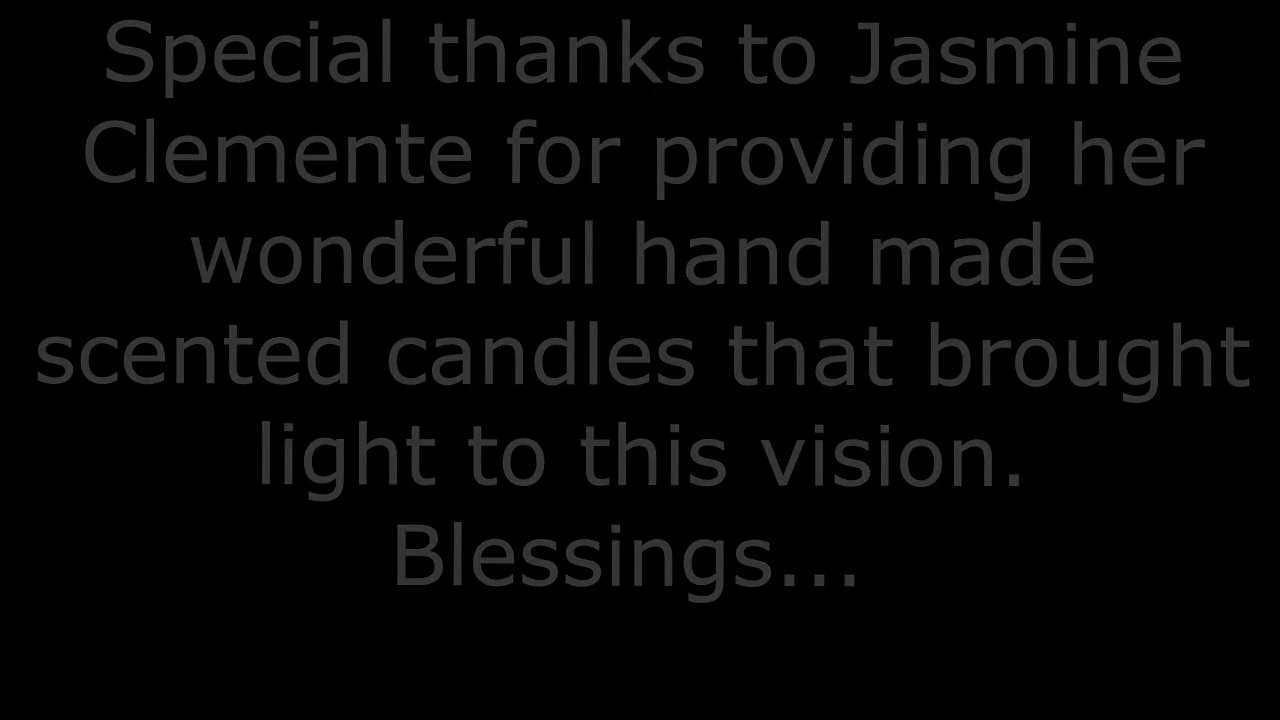 Special thanks to Jasmine
Clemente for providing her
wonderful hand made
scented candles that brought
light to this vision.
Blessings...